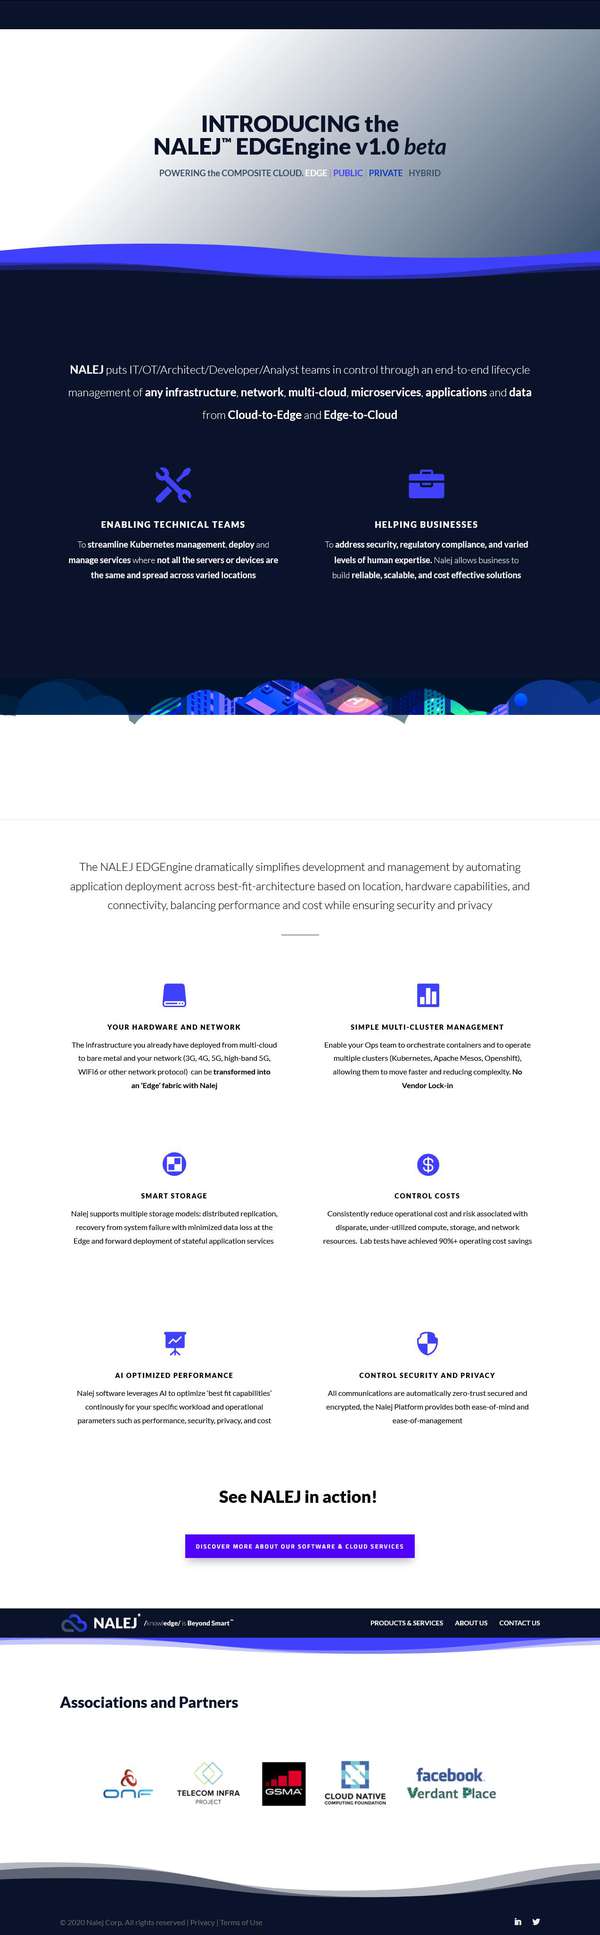 INTRODUCING the
NALEJ™ EDGEngine v1.0 beta
POWERING the COMPOSITE CLOUD. EDGE | PUBLIC | PRIVATE | HYBRID
NALEJ puts IT/OT/Architect/Developer/Analyst teams in control through an end-to-end lifecycle
management of any infrastructure, network, multi-cloud, microservices, applications and data
from Cloud-to-Edge and Edge-to-Cloud
ENABLING TECHNICAL TEAMS
To streamline Kubernetes management, deploy and
manage services where not all the servers or devices are
the same and spread across varied locations
HELPING BUSINESSES
To address security, regulatory compliance, and varied
levels of human expertise. Nalej allows business to
build reliable, scalable, and cost effective solutions
The NALEJ EDGEngine dramatically simplifies development and management by automating
application deployment across best-fit-architecture based on location, hardware capabilities, and
connectivity, balancing performance and cost while ensuring security and privacy
YOUR HARDWARE AND NETWORK
The infrastructure you already have deployed from multi-cloud
to bare metal and your network (3G, 4G, 5G, high-band 5G,
WiFi6 or other network protocol) can be transformed into
an 'Edge' fabric with Nalej
SIMPLE MULTI-CLUSTER MANAGEMENT
Enable your Ops team to orchestrate containers and to operate
multiple clusters (Kubernetes, Apache Mesos, Openshift),
allowing them to move faster and reducing complexity. No
Vendor Lock-in
SMART STORAGE
Nalej supports multiple storage models: distributed replication,
recovery from system failure with minimized data loss at the
Edge and forward deployment of stateful application services
CONTROL COSTS
Consistently reduce operational cost and risk associated with
disparate, under-utilized compute, storage, and network
resources. Lab tests have achieved 90%+ operating cost savings
AI OPTIMIZED PERFORMANCE
Nalej software leverages AI to optimize 'best fit capabilities'
continously for your specific workload and operational
parameters such as performance, security, privacy, and cost
CONTROL SECURITY AND PRIVACY
All communications are automatically zero-trust secured and
encrypted, the Nalej Platform provides both ease-of-mind and
ease-of-management
See NALEJ in action!
DISCOVER MORE ABOUT OUR SOFTWARE & CLOUD SERVICES
NALEJ /knowledge/ is Beyond Smart™
PRODUCTS & SERVICES ABOUT US CONTACT US
Associations and Partners
ONF
TELECOM INFRA
PROJECT
GSMA
CLOUD NATIVE
COMPUTING FOUNDATION
facebook
Verdant Place
© 2020 Nalej Corp. All rights reserved | Privacy | Terms of Use